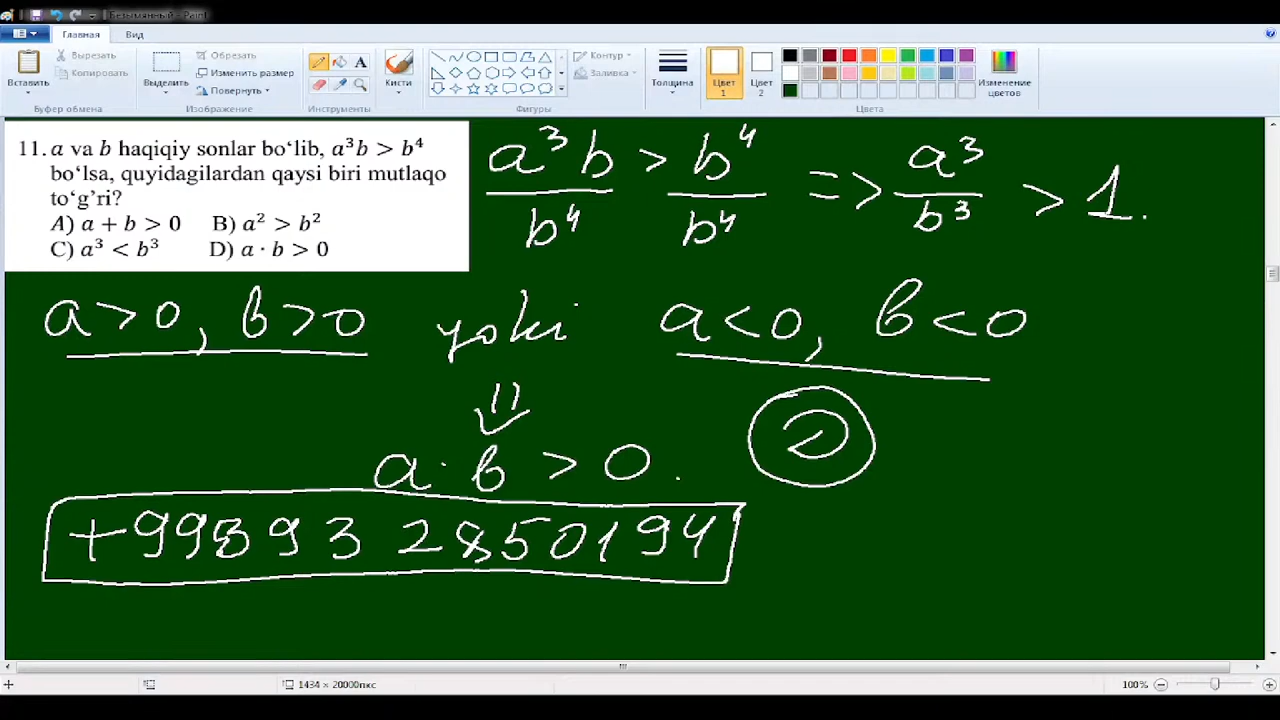 Безымянный - Paint
Главная Вид
Вставить
Вырезать
Копировать
Буфер обмена
Выделить
Обрезать
Изменить размер
Повернуть
Изображение
A
Инструменты
Кисти
Контур
Заливка
Фигуры
Толщина
Цвет 1
Цвет 2
Изменение цветов
Цвета
11. a va b haqiqiy sonlar bo‘lib, a³b > b⁴
bo‘lsa, quyidagilardan qaysi biri mutlaqo
to‘g‘ri?
A) a + b > 0 B) a² > b²
C) a³ < b³ D) a · b > 0
a³b / b⁴ > b⁴ / b⁴ => a³ / b³ > 1.
a>0, b>0 yoki a<0, b<0
⇓
a · b > 0.
+99893 2850194
1434 × 20000пкс
100%